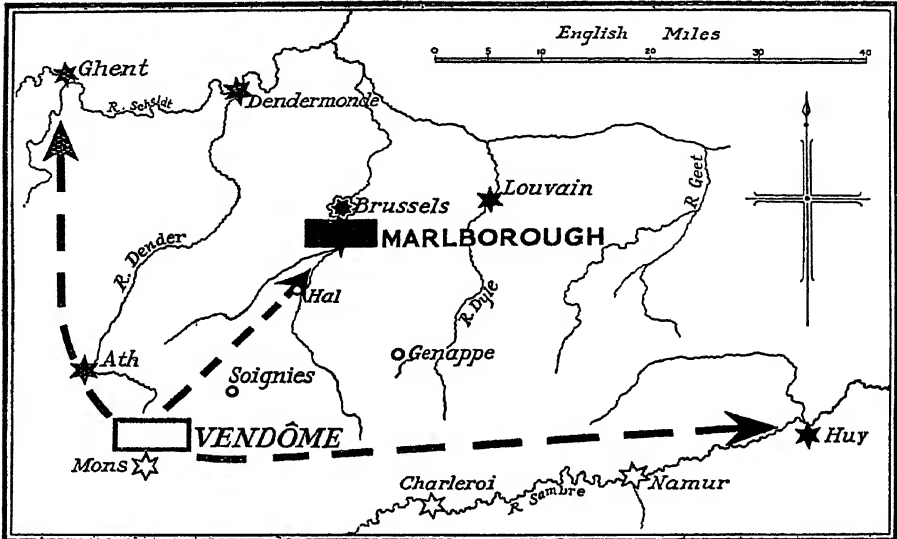 English Miles
0 5 10 20 30 40
Ghent
R. Scheldt
Dendermonde
Louvain
R Geet
Brussels
MARLBOROUGH
R. Dender
Hal
R. Dyle
Genappe
Ath
Soignies
VENDÔME
Mons
Huy
Charleroi
R Sambre
Namur